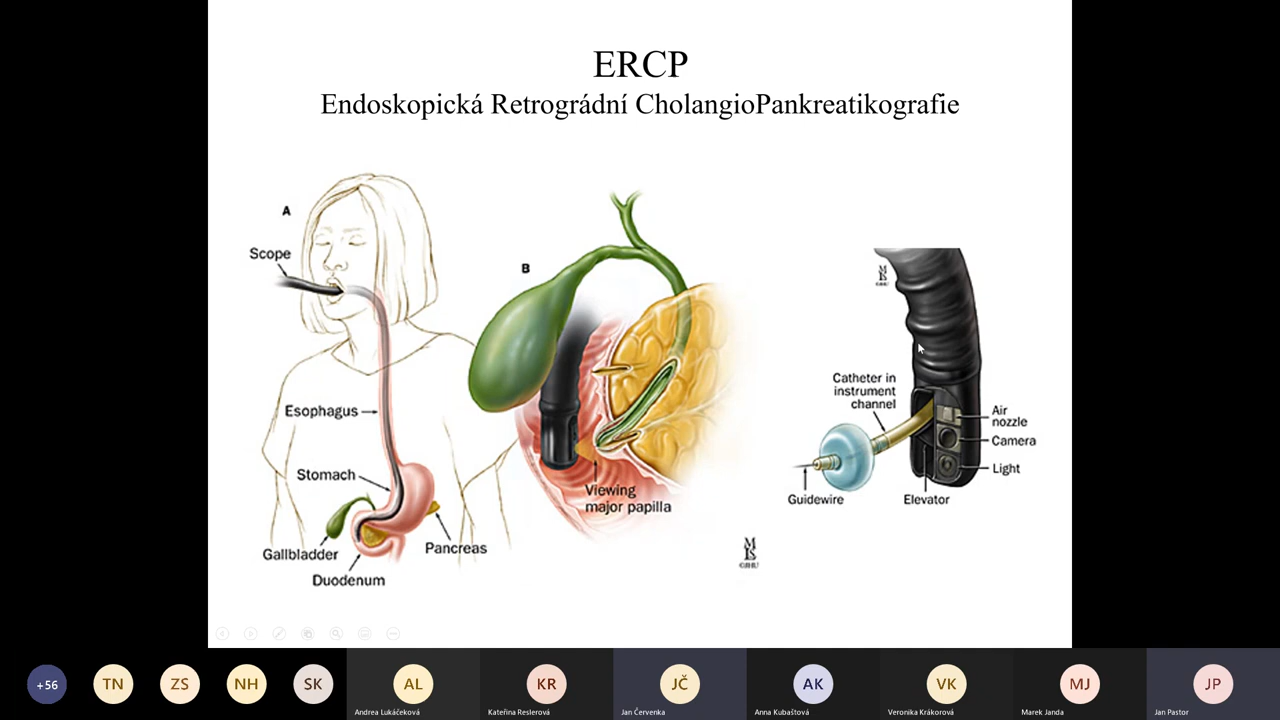 ERCP
Endoskopická Retrográdní CholangioPankreatikografie
A
Scope
Esophagus
Stomach
Gallbladder
Duodenum
Pancreas
B
Viewing
major papilla
Catheter in
instrument
channel
Air
nozzle
Camera
Light
Guidewire
Elevator
+56
TN
ZS
NH
SK
AL
Andrea Lukáčeková
KR
Kateřina Reslerová
JČ
Jan Červenka
AK
Anna Kubaštová
VK
Veronika Krákorová
MJ
Marek Janda
JP
Jan Pastor